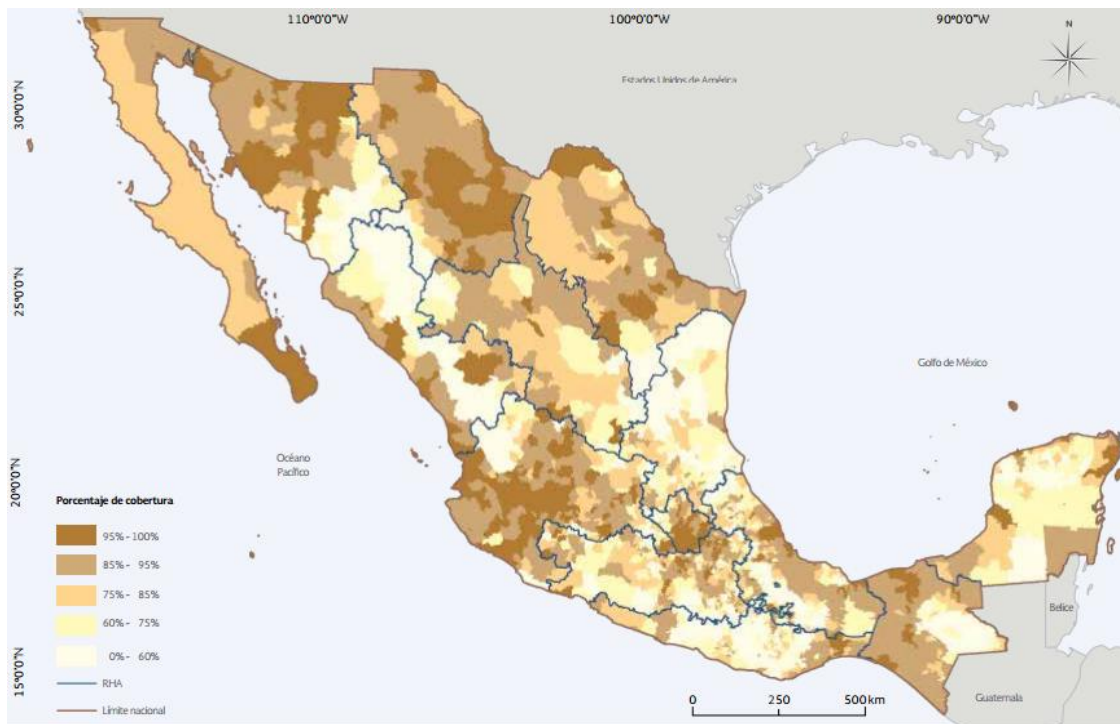 110°0'0"W
100°0'0"W
90°0'0"W
N
Estados Unidos de América
30°0'0"N
25°0'0"N
20°0'0"N
15°0'0"N
Golfo de México
Océano
Pacífico
Belice
Guatemala
Porcentaje de cobertura
95% - 100%
85% - 95%
75% - 85%
60% - 75%
0% - 60%
RHA
Límite nacional
0 250 500 km